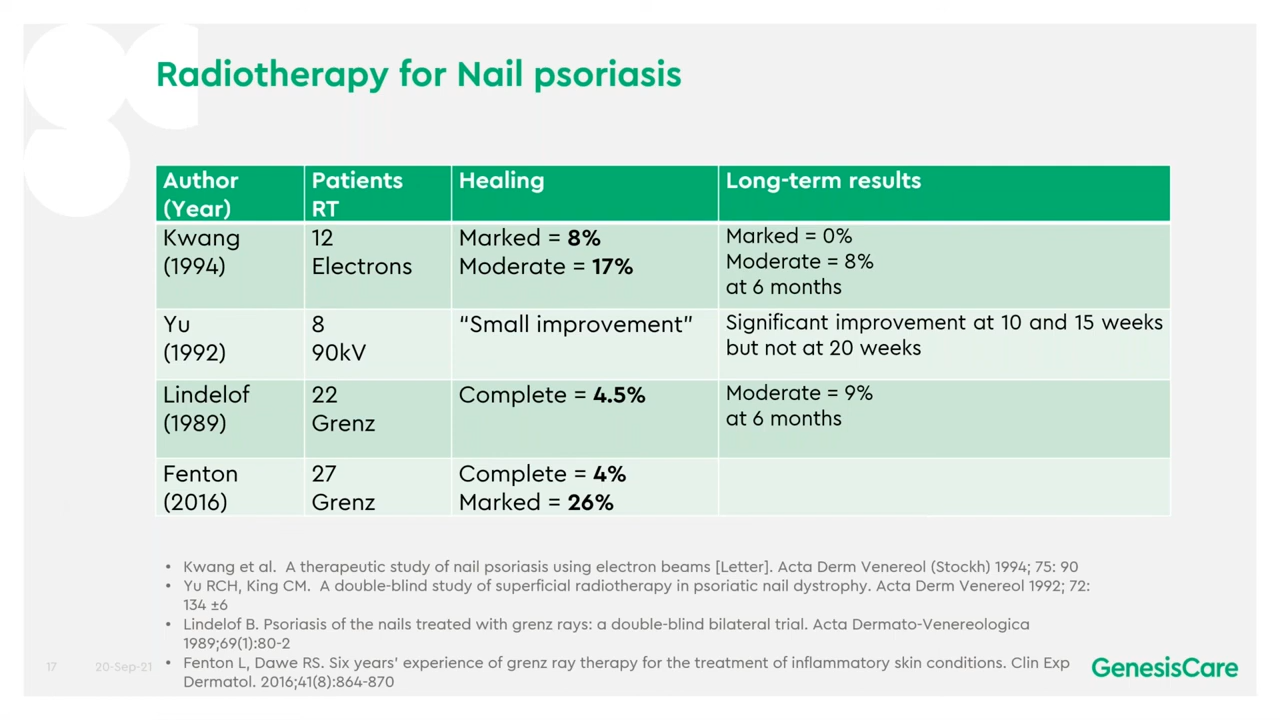 Radiotherapy for Nail psoriasis
Author
(Year)
Patients
RT
Healing
Long-term results
Kwang
(1994)
12
Electrons
Marked = 8%
Moderate = 17%
Marked = 0%
Moderate = 8%
at 6 months
Yu
(1992)
8
90kV
“Small improvement”
Significant improvement at 10 and 15 weeks
but not at 20 weeks
Lindelof
(1989)
22
Grenz
Complete = 4.5%
Moderate = 9%
at 6 months
Fenton
(2016)
27
Grenz
Complete = 4%
Marked = 26%
• Kwang et al. A therapeutic study of nail psoriasis using electron beams [Letter]. Acta Derm Venereol (Stockh) 1994; 75: 90
• Yu RCH, King CM. A double-blind study of superficial radiotherapy in psoriatic nail dystrophy. Acta Derm Venereol 1992; 72:
134 ±6
• Lindelof B. Psoriasis of the nails treated with grenz rays: a double-blind bilateral trial. Acta Dermato-Venereologica
1989;69(1):80-2
• Fenton L, Dawe RS. Six years’ experience of grenz ray therapy for the treatment of inflammatory skin conditions. Clin Exp
Dermatol. 2016;41(8):864-870
17
20-Sep-21
GenesisCare